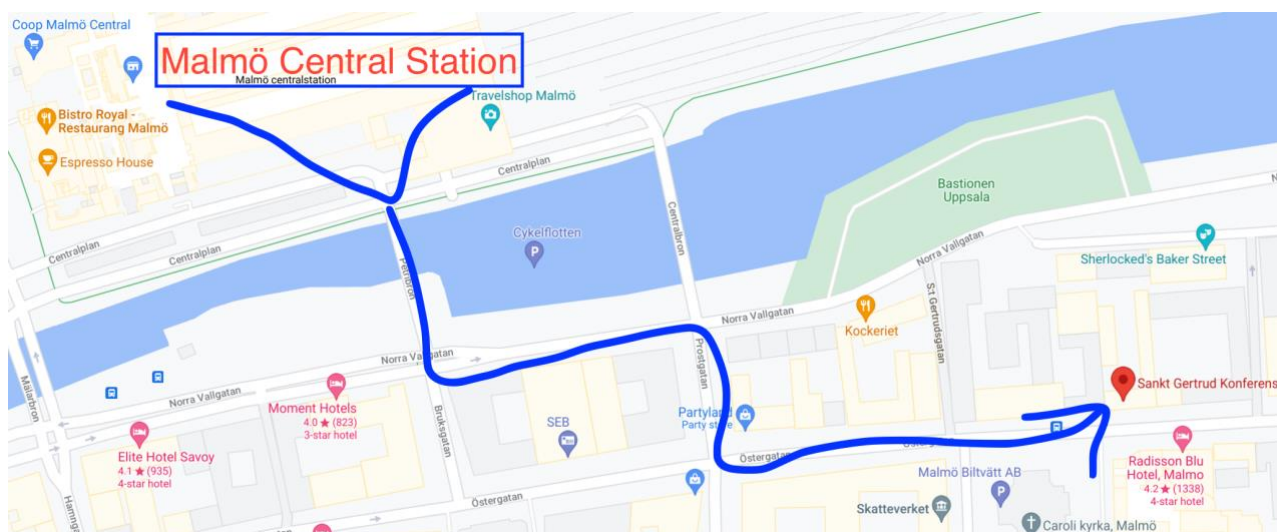 Coop Malmö Central
Malmö Central Station
Malmö centralstation
Travelshop Malmö
Bistro Royal -
Restaurang Malmö
Espresso House
Centralplan
Centralplan
Centralplan
Centralplan
Cykelflotten
P
Petribron
Centralbron
Bastionen
Uppsala
Norra Vallgatan
Sherlocked's Baker Street
S:t Gertrudsgatan
Kockeriet
Norra Vallgatan
Norra Vallgatan
Norra Vallgatan
Mälarbron
Prostgatan
Sankt Gertrud Konferens
Moment Hotels
4.0 ★ (823)
3-star hotel
Bruksgatan
SEB
Partyland
Party store
Elite Hotel Savoy
4.1 ★ (935)
4-star hotel
Hamnga
Östergatan
Östergatan
Östergatan
Malmö Biltvätt AB
P
Radisson Blu
Hotel, Malmo
4.2 ★ (1338)
4-star hotel
Skatteverket
Caroli kyrka, Malmö